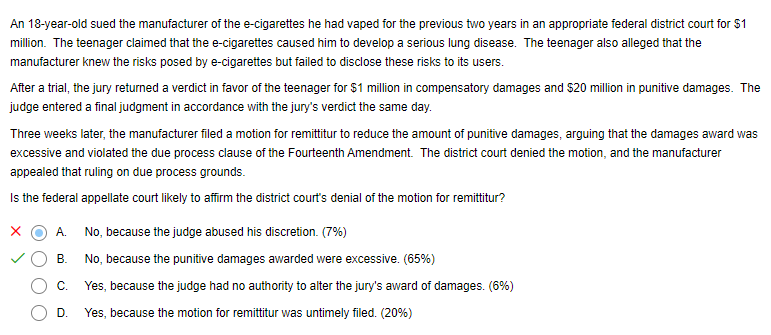 An 18-year-old sued the manufacturer of the e-cigarettes he had vaped for the previous two years in an appropriate federal district court for $1
million. The teenager claimed that the e-cigarettes caused him to develop a serious lung disease. The teenager also alleged that the
manufacturer knew the risks posed by e-cigarettes but failed to disclose these risks to its users.
After a trial, the jury returned a verdict in favor of the teenager for $1 million in compensatory damages and $20 million in punitive damages. The
judge entered a final judgment in accordance with the jury's verdict the same day.
Three weeks later, the manufacturer filed a motion for remittitur to reduce the amount of punitive damages, arguing that the damages award was
excessive and violated the due process clause of the Fourteenth Amendment. The district court denied the motion, and the manufacturer
appealed that ruling on due process grounds.
Is the federal appellate court likely to affirm the district court's denial of the motion for remittitur?
A. No, because the judge abused his discretion. (7%)
B. No, because the punitive damages awarded were excessive. (65%)
C. Yes, because the judge had no authority to alter the jury's award of damages. (6%)
D. Yes, because the motion for remittitur was untimely filed. (20%)